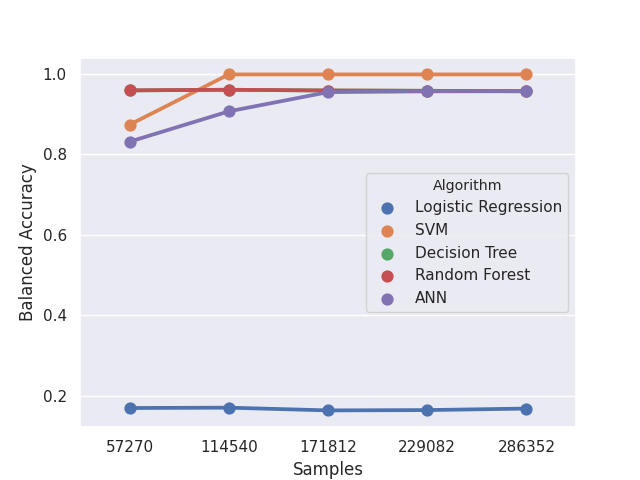 1.0
0.8
0.6
0.4
0.2
Balanced Accuracy
Algorithm
Logistic Regression
SVM
Decision Tree
Random Forest
ANN
57270 114540 171812 229082 286352
Samples